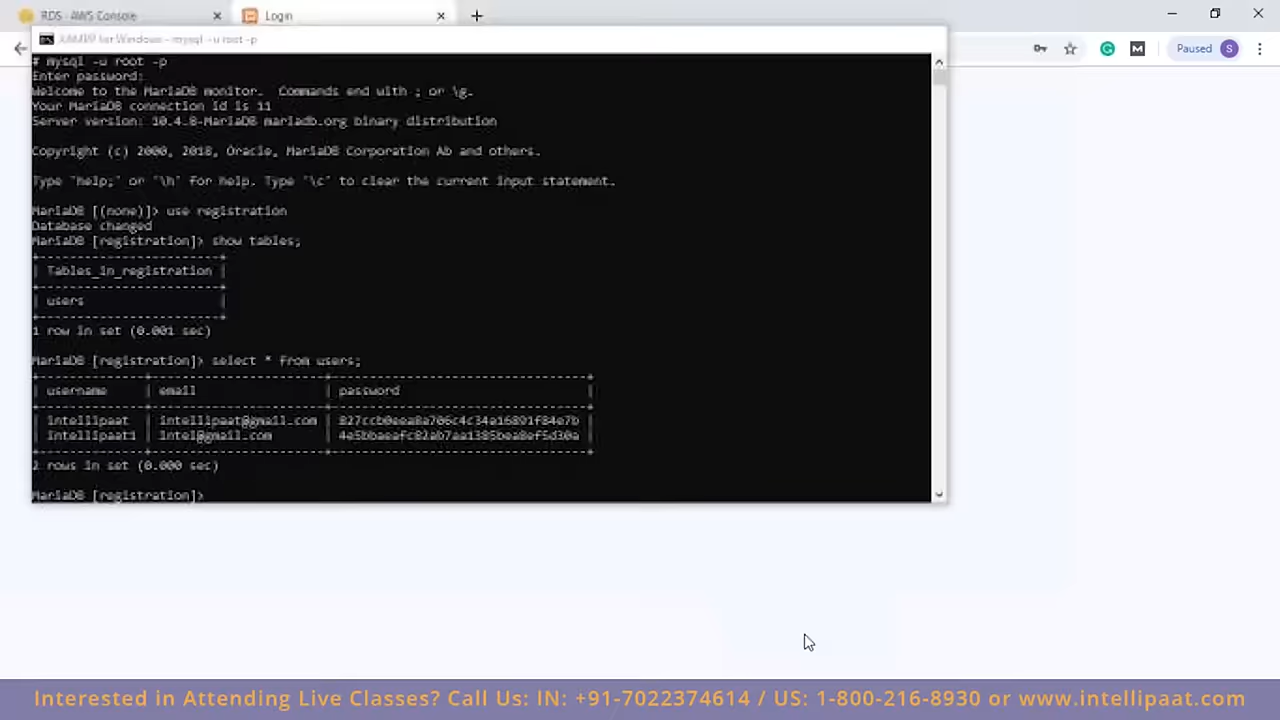 RDS - AWS Console
Login
Paused S
XAMPP for Windows - mysql -u root -p
# mysql -u root -p
Enter password:
Welcome to the MariaDB monitor.  Commands end with ; or \g.
Your MariaDB connection id is 11
Server version: 10.4.8-MariaDB mariadb.org binary distribution
Copyright (c) 2000, 2018, Oracle, MariaDB Corporation Ab and others.
Type 'help;' or '\h' for help. Type '\c' to clear the current input statement.
MariaDB [(none)]> use registration
Database changed
MariaDB [registration]> show tables;
| Tables_in_registration |
| users |
1 row in set (0.001 sec)
MariaDB [registration]> select * from users;
| username | email | password |
| intellipaat | intellipaat@gmail.com | 827ccb0eea8a706c4c34a16891f84e7b |
| intellipaat1 | intel@gmail.com |
2 rows in set (0.000 sec)
MariaDB [registration]>
Interested in Attending Live Classes? Call Us: IN: +91-7022374614 / US: 1-800-216-8930 or www.intellipaat.com